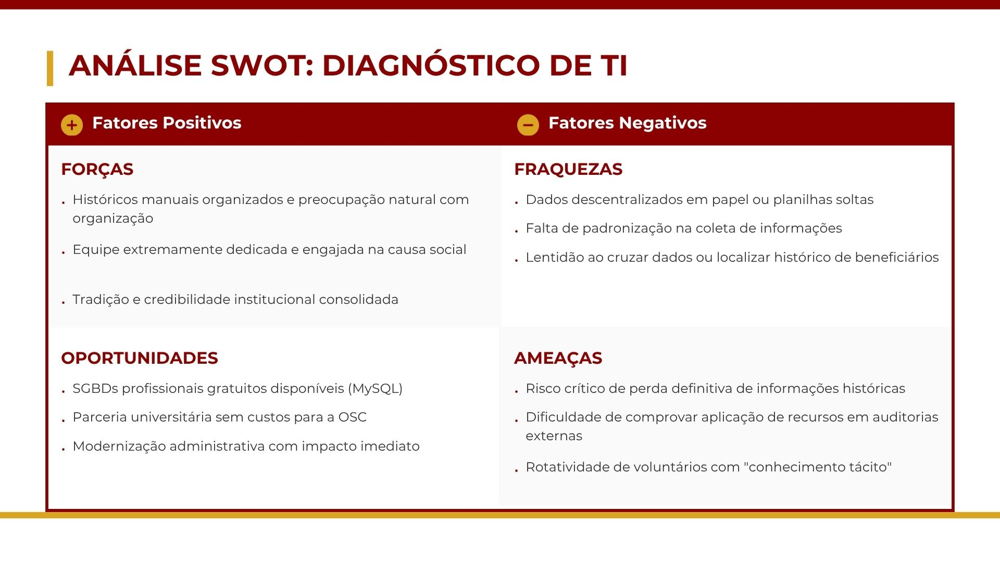 ANÁLISE SWOT: DIAGNÓSTICO DE TI
Fatores Positivos
Fatores Negativos
FORÇAS
. Históricos manuais organizados e preocupação natural com
organização
. Equipe extremamente dedicada e engajada na causa social
. Tradição e credibilidade institucional consolidada
FRAQUEZAS
. Dados descentralizados em papel ou planilhas soltas
. Falta de padronização na coleta de informações
. Lentidão ao cruzar dados ou localizar histórico de beneficiários
OPORTUNIDADES
. SGBDs profissionais gratuitos disponíveis (MySQL)
. Parceria universitária sem custos para a OSC
. Modernização administrativa com impacto imediato
AMEAÇAS
. Risco crítico de perda definitiva de informações históricas
. Dificuldade de comprovar aplicação de recursos em auditorias
externas
. Rotatividade de voluntários com "conhecimento tácito"